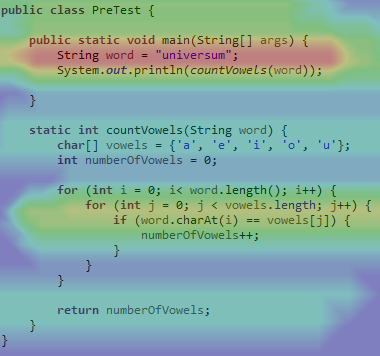 public class PreTest {
public static void main(String[] args) {
String word = "universum";
System.out.println(countVowels(word));
}
static int countVowels(String word) {
char[] vowels = {'a', 'e', 'i', 'o', 'u'};
int numberOfVowels = 0;
for (int i = 0; i< word.length(); i++) {
for (int j = 0; j < vowels.length; j++) {
if (word.charAt(i) == vowels[j]) {
numberOfVowels++;
}
}
}
return numberOfVowels;
}
}